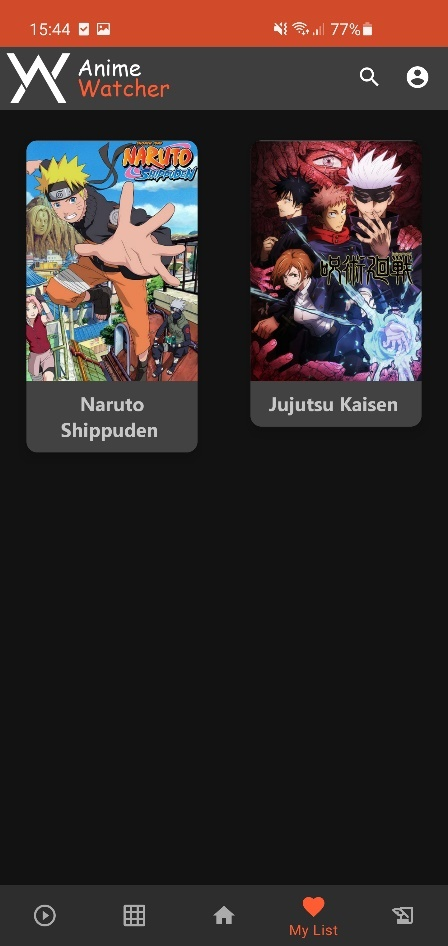 15:44
77%
Anime
Watcher
NARUTO
SHIPPUDEN
呪術廻戦
Naruto
Shippuden
Jujutsu Kaisen
My List